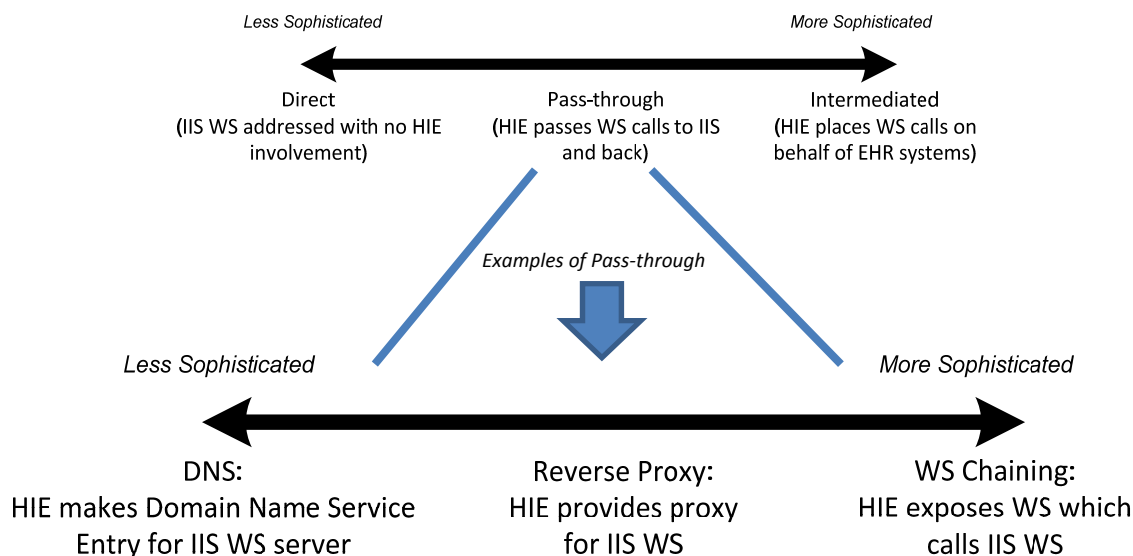 Less Sophisticated
More Sophisticated
Direct
(IIS WS addressed with no HIE
involvement)
Pass-through
(HIE passes WS calls to IIS
and back)
Intermediated
(HIE places WS calls on
behalf of EHR systems)
Examples of Pass-through
Less Sophisticated
More Sophisticated
DNS:
HIE makes Domain Name Service
Entry for IIS WS server
Reverse Proxy:
HIE provides proxy
for IIS WS
WS Chaining:
HIE exposes WS which
calls IIS WS